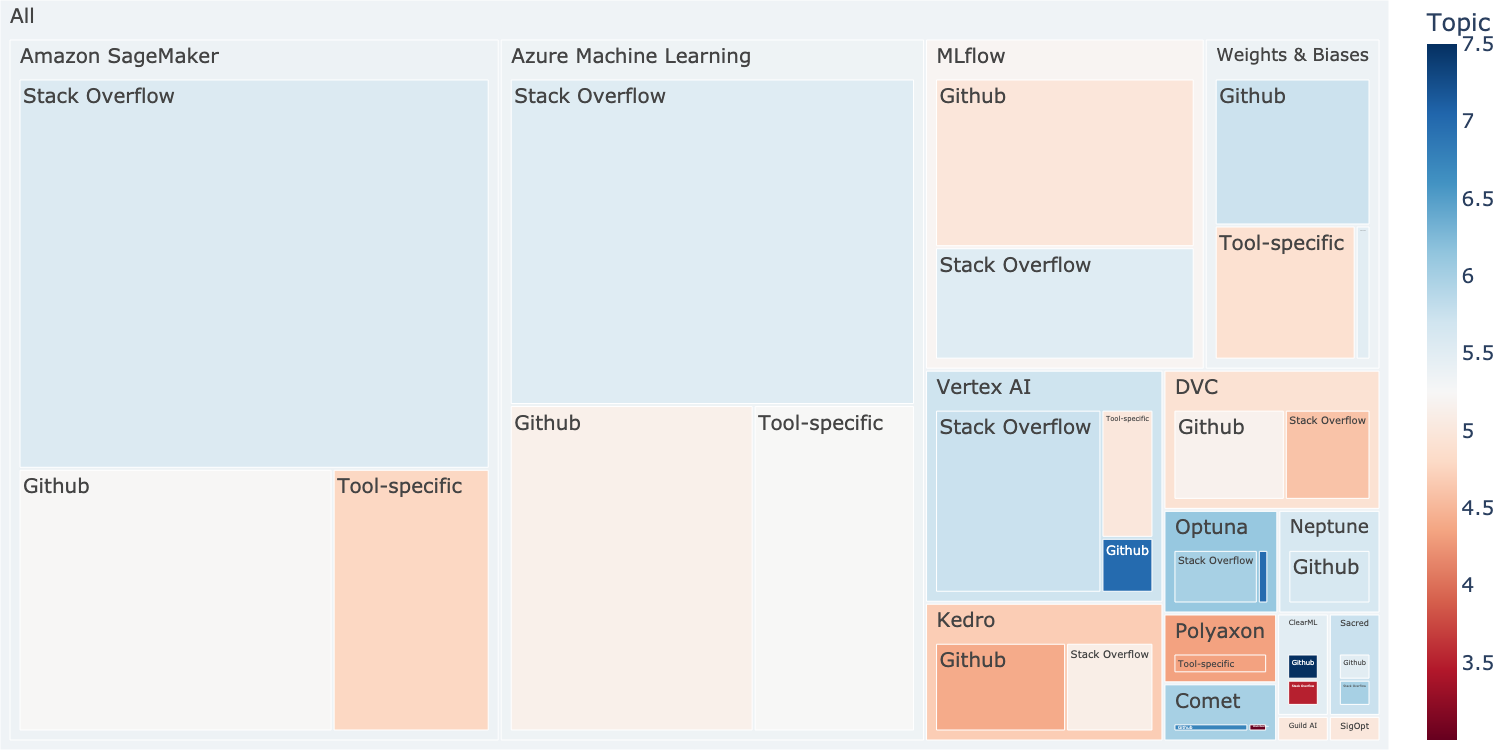 All
Topic
Amazon SageMaker
Stack Overflow
Github
Tool-specific
Azure Machine Learning
Stack Overflow
Github
Tool-specific
MLflow
Github
Stack Overflow
Weights & Biases
Github
Tool-specific
Vertex AI
Stack Overflow
Tool-specific
Github
DVC
Github
Stack Overflow
Kedro
Github
Stack Overflow
Optuna
Stack Overflow
Neptune
Github
Polyaxon
Tool-specific
Comet
ClearML
Github
Sacred
Github
Guild AI
SigOpt
7.5
7
6.5
6
5.5
5
4.5
4
3.5